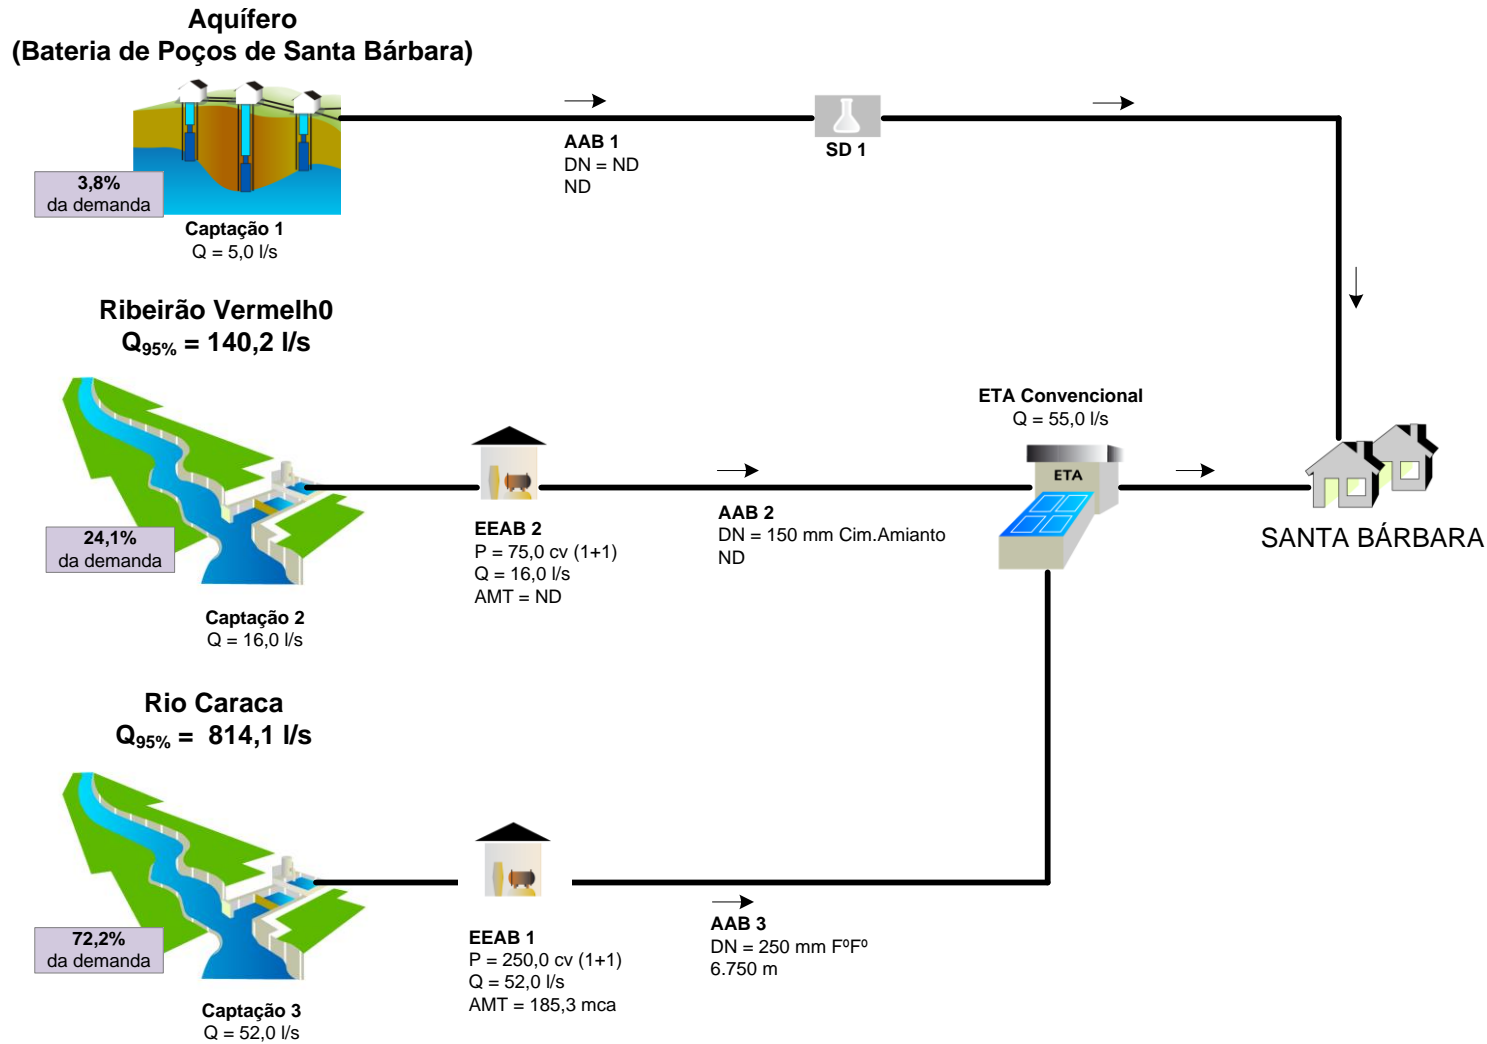 Aquífero
(Bateria de Poços de Santa Bárbara)
AAB 1
DN = ND
ND
SD 1
3,8%
da demanda
Captação 1
Q = 5,0 l/s
Ribeirão Vermelh0
Q95% = 140,2 l/s
ETA Convencional
Q = 55,0 l/s
ETA
24,1%
da demanda
EEAB 2
P = 75,0 cv (1+1)
Q = 16,0 l/s
AMT = ND
AAB 2
DN = 150 mm Cim.Amianto
ND
SANTA BÁRBARA
Captação 2
Q = 16,0 l/s
Rio Caraca
Q95% = 814,1 l/s
72,2%
da demanda
EEAB 1
P = 250,0 cv (1+1)
Q = 52,0 l/s
AMT = 185,3 mca
AAB 3
DN = 250 mm FºFº
6.750 m
Captação 3
Q = 52,0 l/s